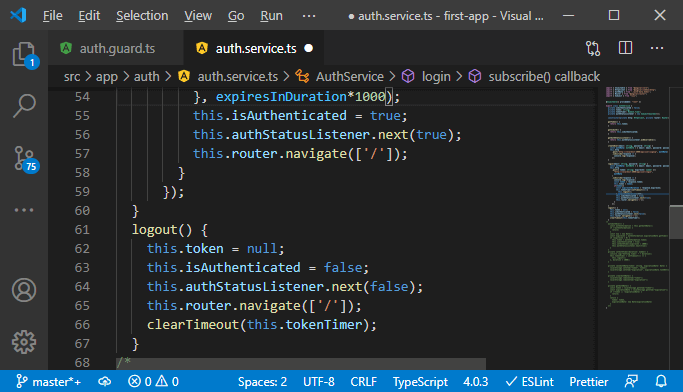 File Edit Selection View Go Run ··· ● auth.service.ts - first-app - Visual ...
auth.guard.ts auth.service.ts ●
src > app > auth > auth.service.ts > AuthService > login > subscribe() callback
54 }, expiresInDuration*1000);
55 this.isAuthenticated = true;
56 this.authStatusListener.next(true);
57 this.router.navigate(['/']);
58 }
59 });
60 }
61 logout() {
62 this.token = null;
63 this.isAuthenticated = false;
64 this.authStatusListener.next(false);
65 this.router.navigate(['/']);
66 clearTimeout(this.tokenTimer);
67 }
68 /*
1
75
master*+ 0 0 Spaces: 2 UTF-8 CRLF TypeScript 4.0.3 ✓ ESLint Prettier